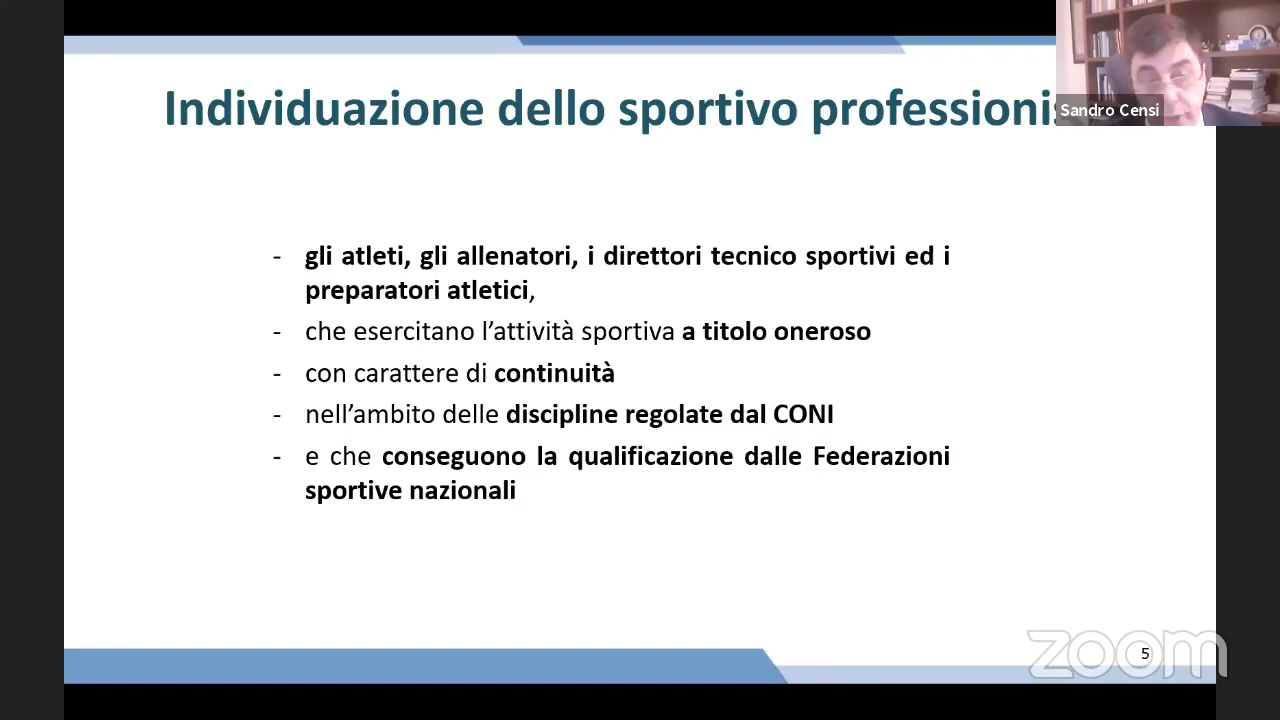 Individuazione dello sportivo
Sandro Censi
- gli atleti, gli allenatori, i direttori tecnico sportivi ed i
preparatori atletici,
- che esercitano l’attività sportiva a titolo oneroso
- con carattere di continuità
- nell’ambito delle discipline regolate dal CONI
- e che conseguono la qualificazione dalle Federazioni
sportive nazionali
zoom
5